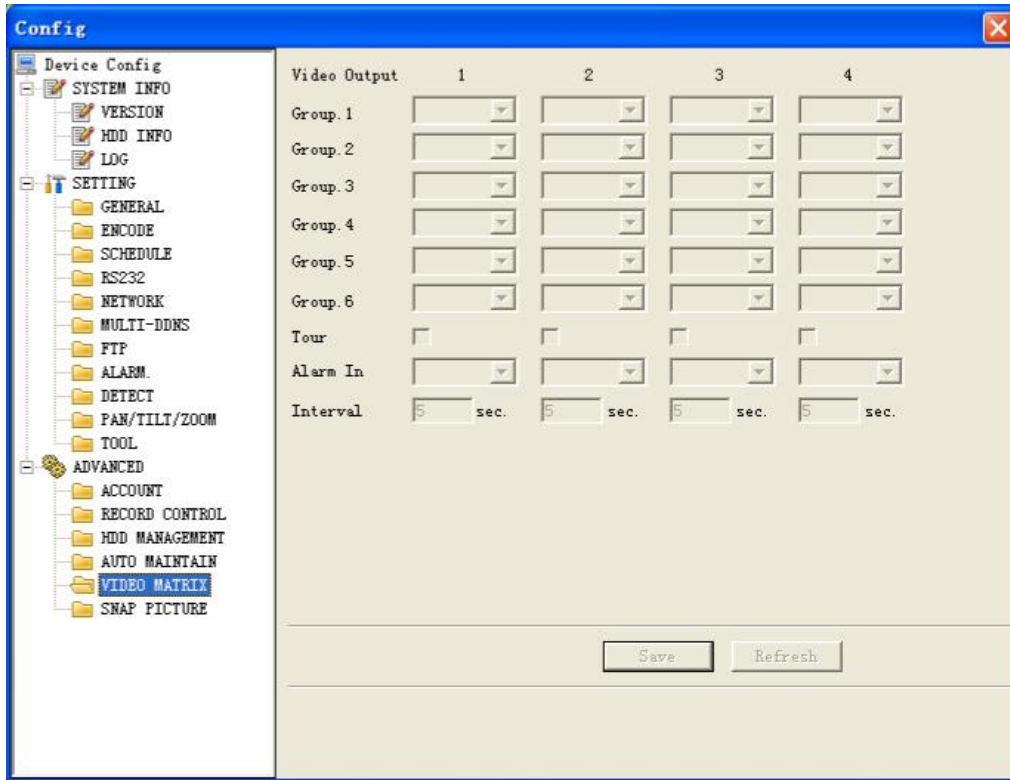 Config
Device Config
SYSTEM INFO
VERSION
HDD INFO
LOG
SETTING
GENERAL
ENCODE
SCHEDULE
RS232
NETWORK
MULTI-DDNS
FTP
ALARM.
DETECT
PAN/TILT/ZOOM
TOOL
ADVANCED
ACCOUNT
RECORD CONTROL
HDD MANAGEMENT
AUTO MAINTAIN
VIDEO MATRIX
SNAP PICTURE
Video Output 1 2 3 4
Group.1
Group.2
Group.3
Group.4
Group.5
Group.6
Tour
Alarm In
Interval 5 sec. 5 sec. 5 sec. 5 sec.
Save Refresh